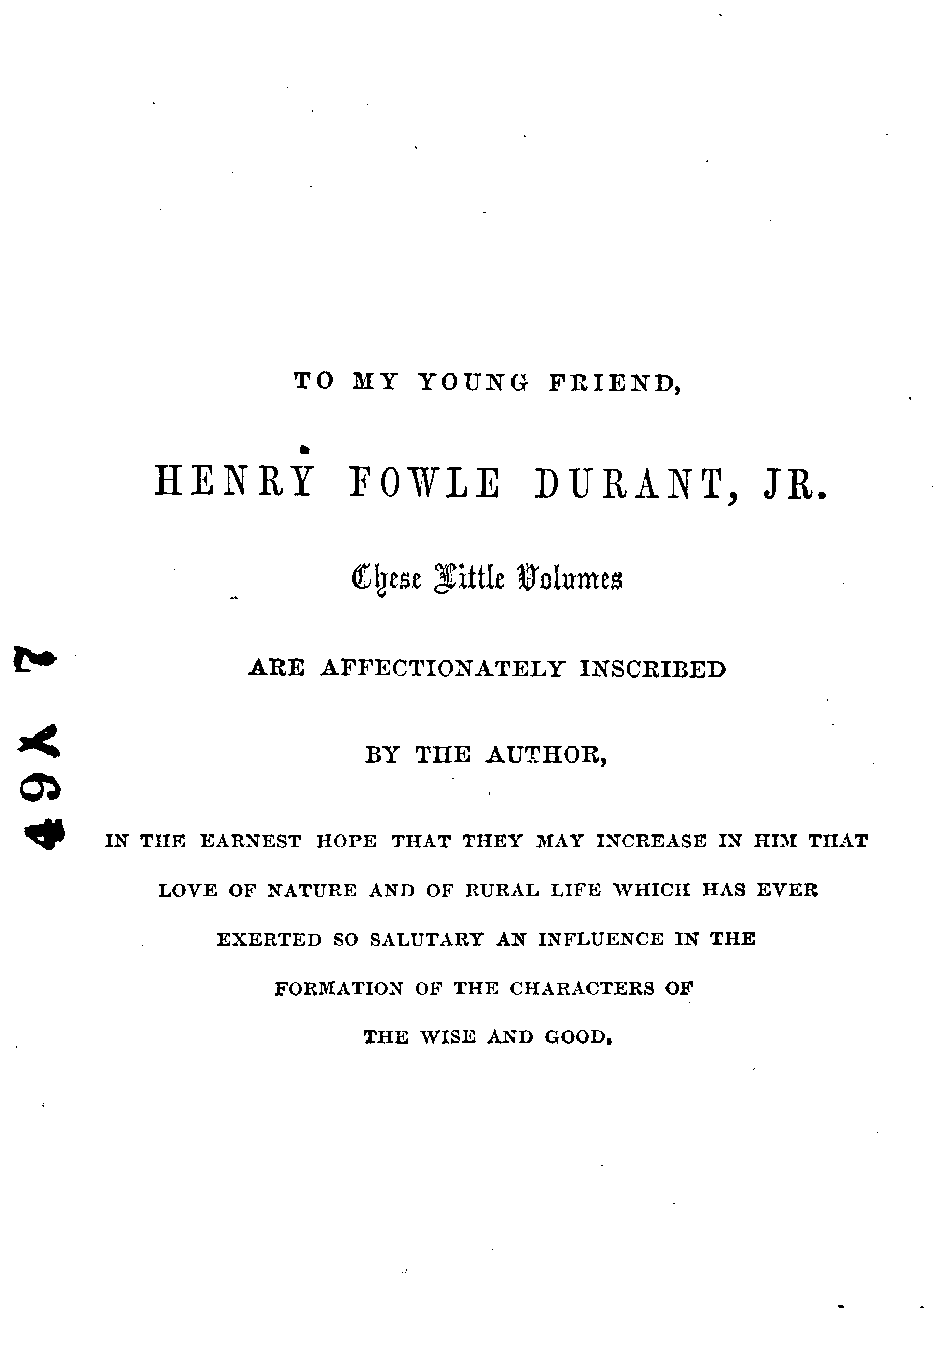 TO MY YOUNG FRIEND,
HENRY FOWLE DURANT, JR.
These Little Volumes
ARE AFFECTIONATELY INSCRIBED
BY THE AUTHOR,
IN THE EARNEST HOPE THAT THEY MAY INCREASE IN HIM THAT
LOVE OF NATURE AND OF RURAL LIFE WHICH HAS EVER
EXERTED SO SALUTARY AN INFLUENCE IN THE
FORMATION OF THE CHARACTERS OF
THE WISE AND GOOD.